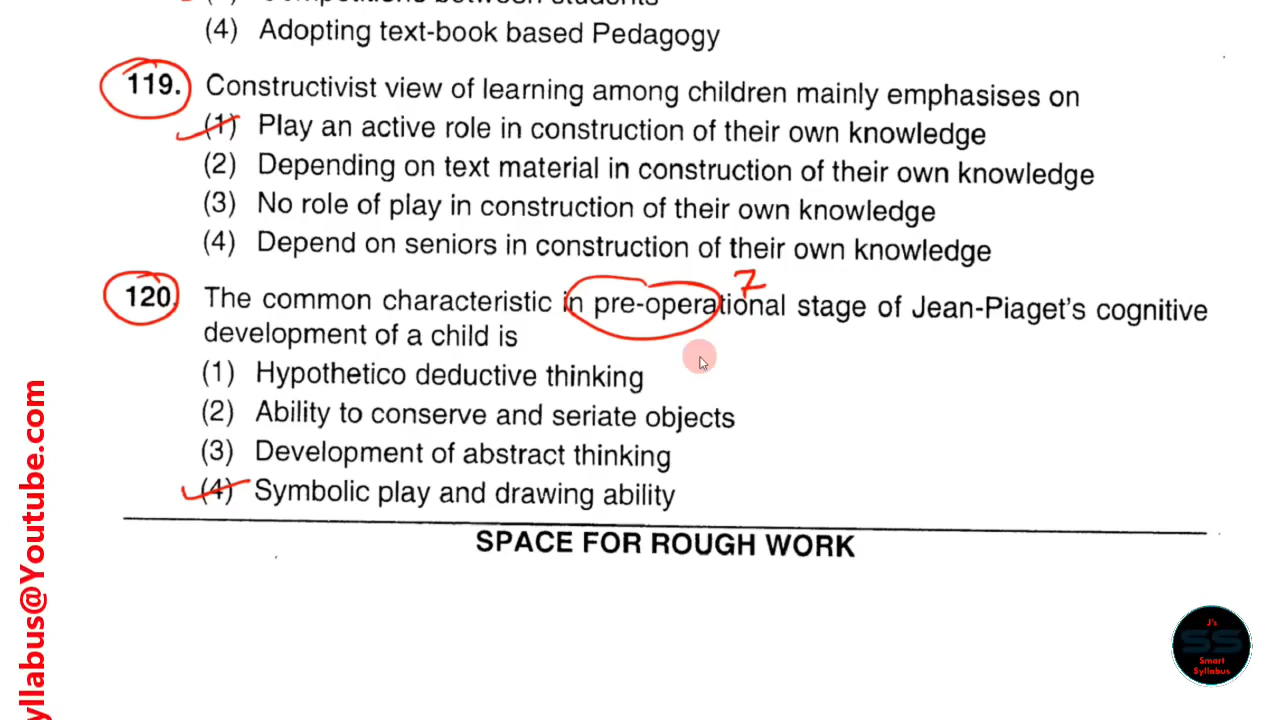 (4) Adopting text-book based Pedagogy
119. Constructivist view of learning among children mainly emphasises on
(1) Play an active role in construction of their own knowledge
(2) Depending on text material in construction of their own knowledge
(3) No role of play in construction of their own knowledge
(4) Depend on seniors in construction of their own knowledge
120. The common characteristic in pre-operational stage of Jean-Piaget's cognitive
7
development of a child is
(1) Hypothetico deductive thinking
(2) Ability to conserve and seriate objects
(3) Development of abstract thinking
(4) Symbolic play and drawing ability
SPACE FOR ROUGH WORK
yllabus@Youtube.com
J's
SS
Smart
Syllabus